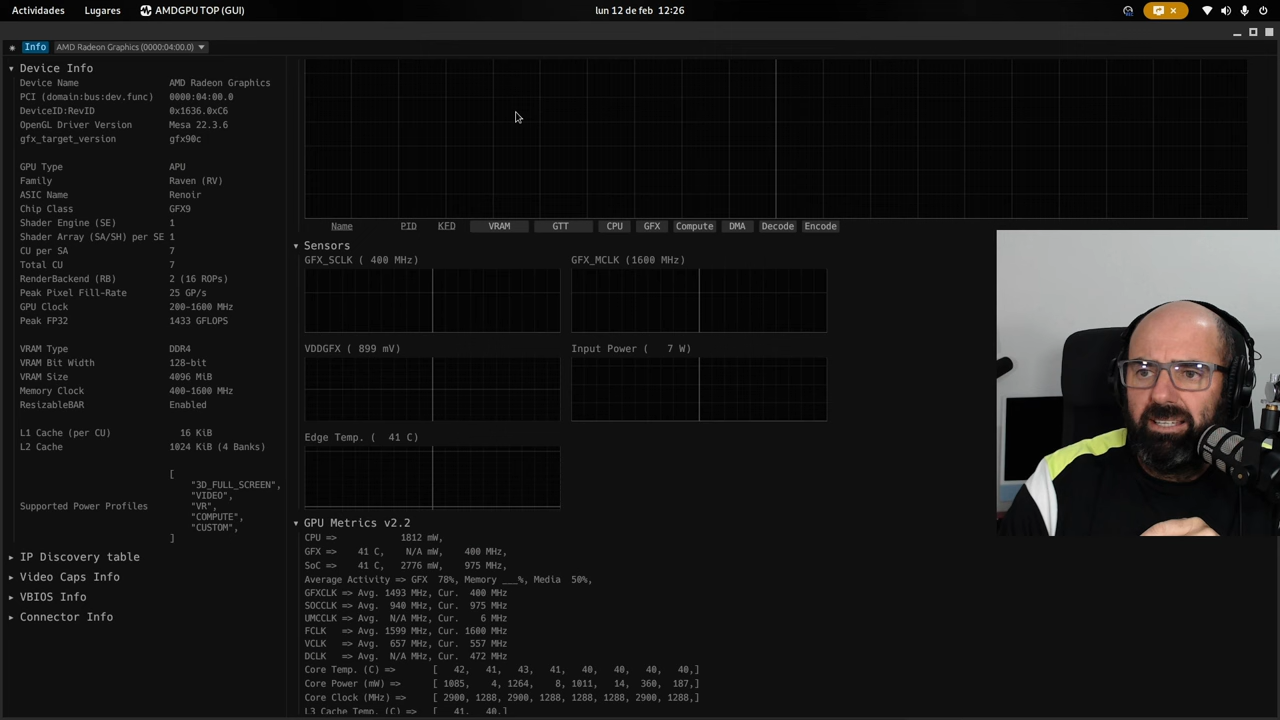 Actividades Lugares AMDGPU TOP (GUI) lun 12 de feb 12:26
Info AMD Radeon Graphics (0000:04:00.0)
Device Info
Device Name AMD Radeon Graphics
PCI (domain:bus:dev.func) 0000:04:00.0
DeviceID:RevID 0x1636.0xC6
OpenGL Driver Version Mesa 22.3.6
gfx_target_version gfx90c
GPU Type APU
Family Raven (RV)
ASIC Name Renoir
Chip Class GFX9
Shader Engine (SE) 1
Shader Array (SA/SH) per SE 1
CU per SA 7
Total CU 7
RenderBackend (RB) 2 (16 ROPs)
Peak Pixel Fill-Rate 25 GP/s
GPU Clock 200-1600 MHz
Peak FP32 1433 GFLOPS
VRAM Type DDR4
VRAM Bit Width 128-bit
VRAM Size 4096 MiB
Memory Clock 400-1600 MHz
ResizableBAR Enabled
L1 Cache (per CU) 16 KiB
L2 Cache 1024 KiB (4 Banks)
[
"3D_FULL_SCREEN",
"VIDEO",
Supported Power Profiles "VR",
"COMPUTE",
"CUSTOM",
]
IP Discovery table
Video Caps Info
VBIOS Info
Connector Info
Name PID KFD VRAM GTT CPU GFX Compute DMA Decode Encode
Sensors
GFX_SCLK ( 400 MHz) GFX_MCLK (1600 MHz)
VDDGFX ( 899 mV) Input Power ( 7 W)
Edge Temp. ( 41 C)
GPU Metrics v2.2
CPU => 1812 mW,
GFX => 41 C, N/A mW, 400 MHz,
SoC => 41 C, 2776 mW, 975 MHz,
Average Activity => GFX 78%, Memory ___%, Media 50%,
GFXCLK => Avg. 1493 MHz, Cur. 400 MHz
SOCCLK => Avg. 940 MHz, Cur. 975 MHz
UMCCLK => Avg. N/A MHz, Cur. 6 MHz
FCLK => Avg. 1599 MHz, Cur. 1600 MHz
VCLK => Avg. 657 MHz, Cur. 557 MHz
DCLK => Avg. N/A MHz, Cur. 472 MHz
Core Temp. (C) => [ 42, 41, 43, 41, 40, 40, 40, 40,]
Core Power (mW) => [ 1085, 4, 1264, 8, 1011, 14, 360, 187,]
Core Clock (MHz) => [ 2900, 1288, 2900, 1288, 1288, 1288, 2900, 1288,]
L3 Cache Temp. (C) => [ 41, 40,]